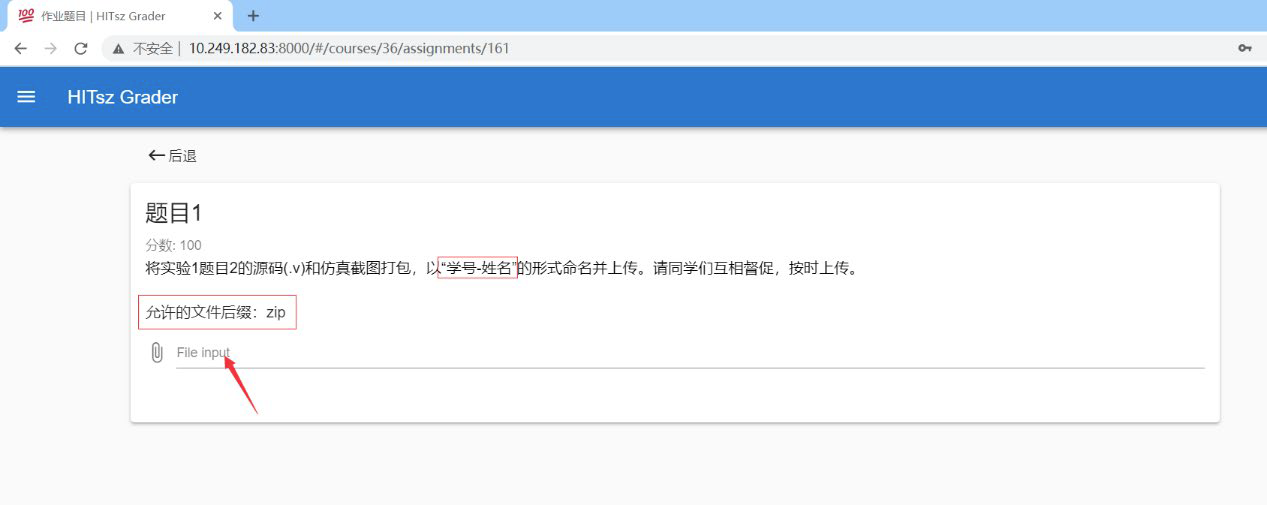 作业题目 | HITsz Grader
不安全 | 10.249.182.83:8000/#/courses/36/assignments/161
HITsz Grader
后退
题目1
分数: 100
将实验1题目2的源码(.v)和仿真截图打包，以“学号-姓名”的形式命名并上传。请同学们互相督促，按时上传。
允许的文件后缀：zip
File input